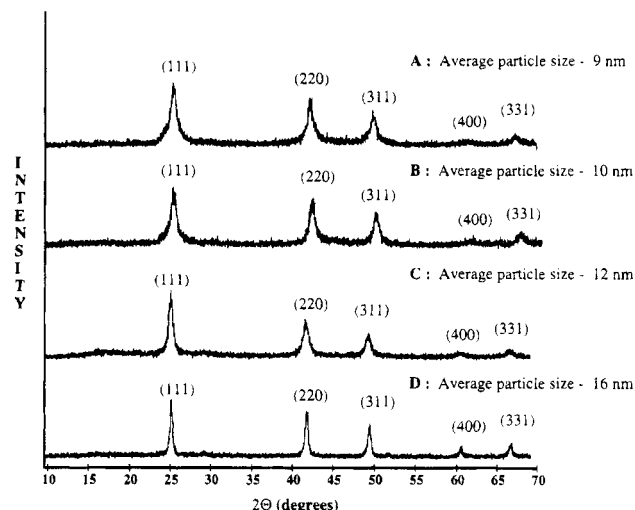 A : Average particle size - 9 nm
(111)
(220)
(311)
(400)
(331)
B : Average particle size - 10 nm
(111)
(220)
(311)
(400)
(331)
C : Average particle size - 12 nm
(111)
(220)
(311)
(400)
(331)
D : Average particle size - 16 nm
(111)
(220)
(311)
(400)
(331)
INTENSITY
10 15 20 25 30 35 40 45 50 55 60 65 70
2Θ (degrees)